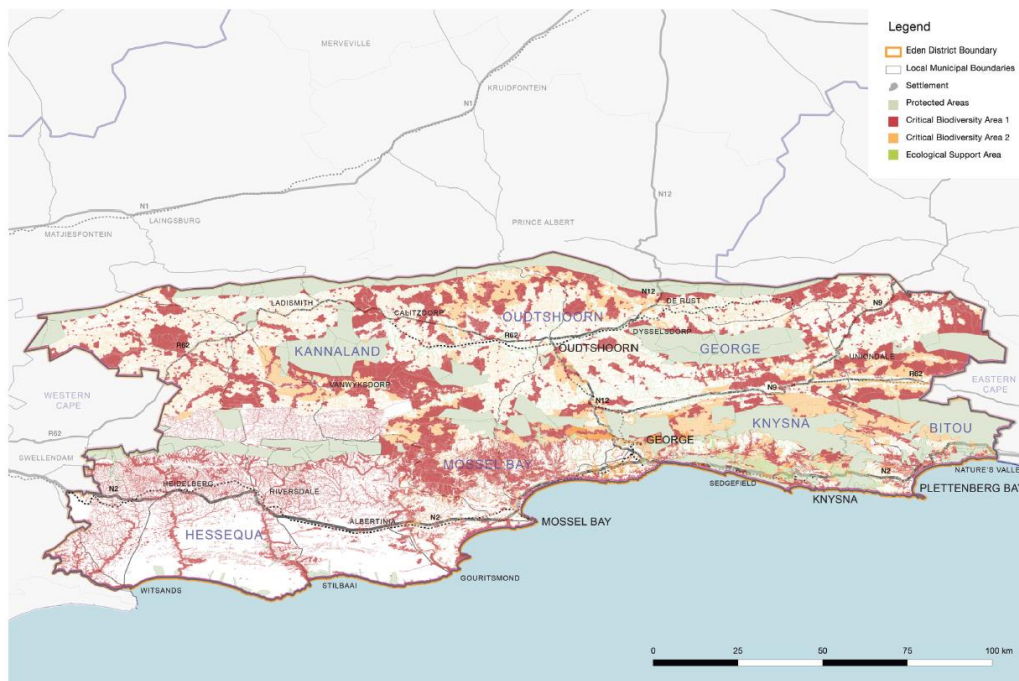 Legend
Eden District Boundary
Local Municipal Boundaries
Settlement
Protected Areas
Critical Biodiversity Area 1
Critical Biodiversity Area 2
Ecological Support Area
MERVEVILLE
KRUIDFONTEIN
N1
N12
N1
LAINGSBURG
MATJIESFONTEIN
PRINCE ALBERT
N12
DE RUST
N9
LADISMITH
CALITZDORP
OUDTSHOORN
R62
DYSSELSDORP
R62
KANNALAND
OUDTSHOORN
GEORGE
UNIONDALE
VANWYKSDORP
R62
N9
WESTERN
CAPE
EASTERN
CAPE
N12
R62
KNYSNA
BITOU
GEORGE
SWELLENDAM
MOSSEL BAY
N2
NATURE'S VALLE
SEDGEFIELD
KNYSNA
PLETTENBERG BAY
HEIDELBERG
N2
RIVERSDALE
ALBERTINIA
N2
MOSSEL BAY
HESSEQUA
GOURITSMOND
STILBAAI
WITSANDS
0 25 50 75 100 km